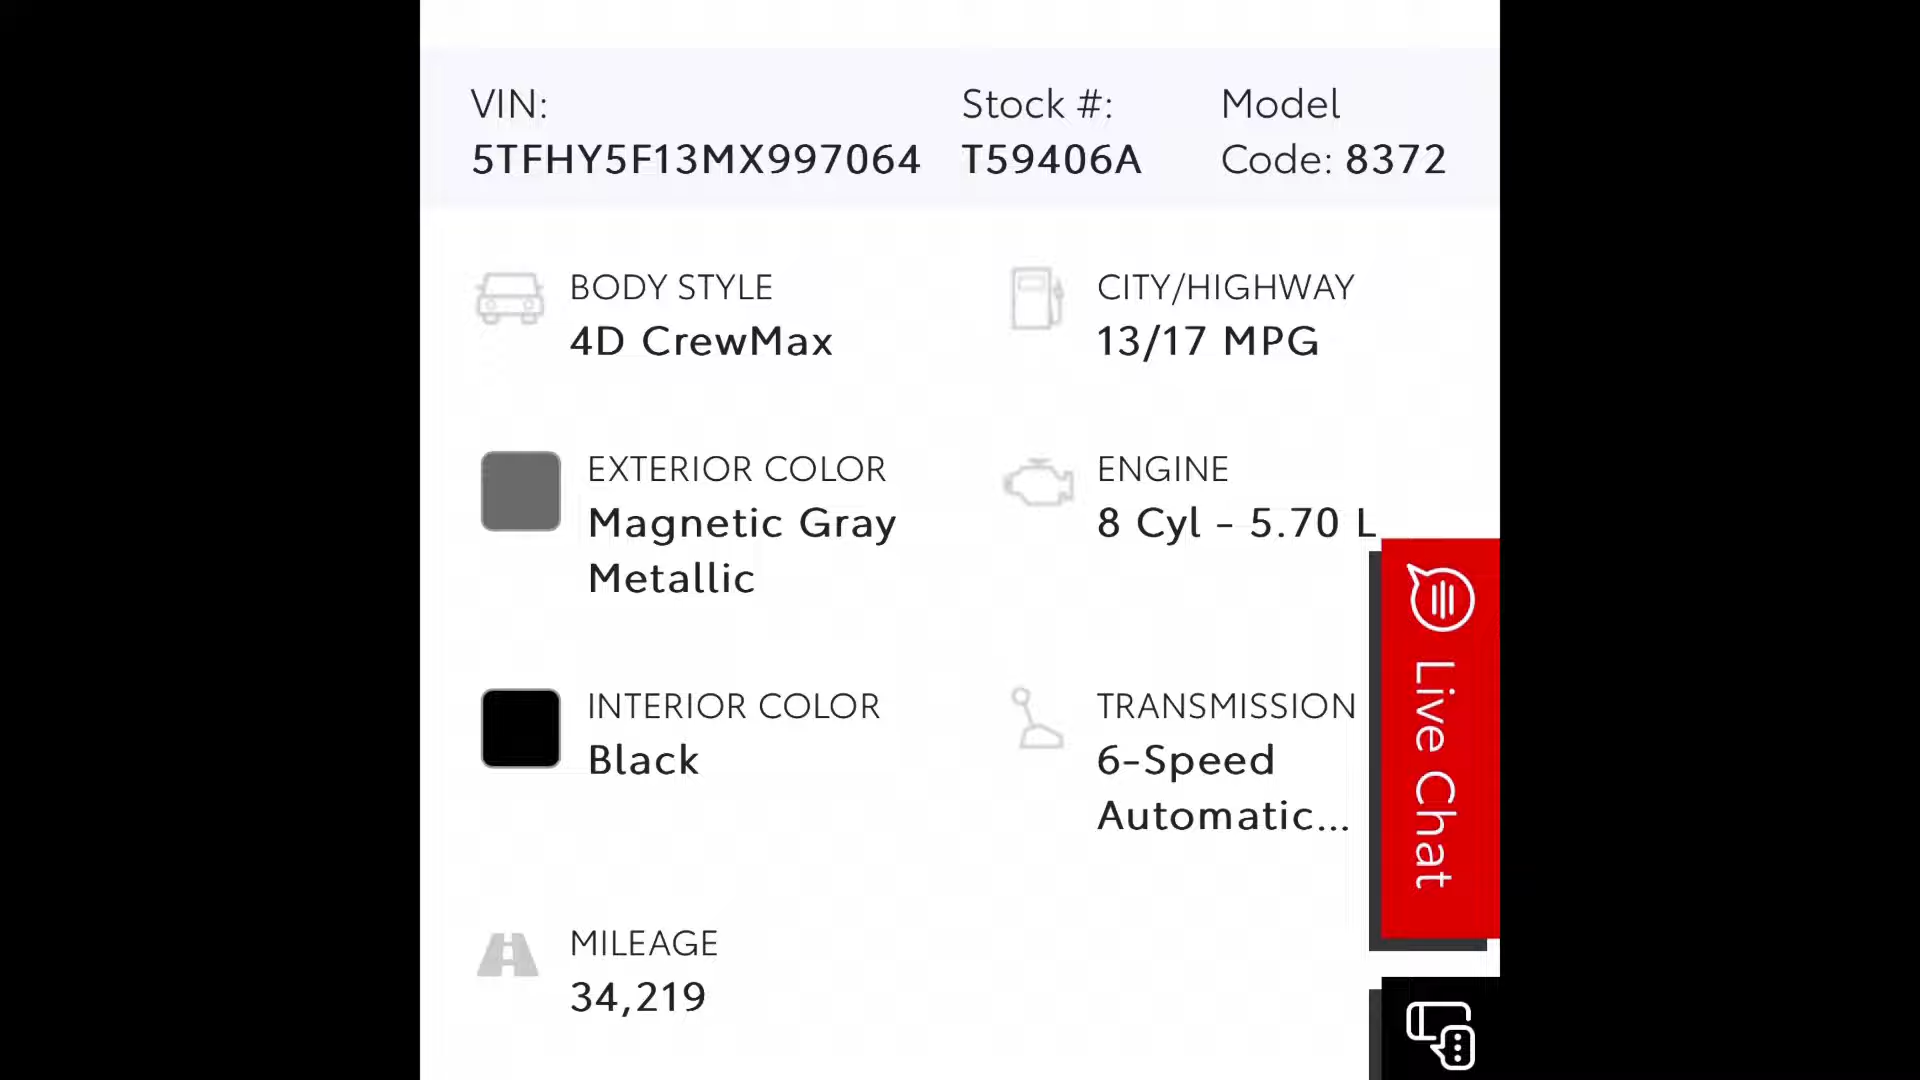 VIN:
5TFHY5F13MX997064
Stock #:
T59406A
Model
Code: 8372
BODY STYLE
4D CrewMax
CITY/HIGHWAY
13/17 MPG
EXTERIOR COLOR
Magnetic Gray
Metallic
ENGINE
8 Cyl - 5.70 L
INTERIOR COLOR
Black
TRANSMISSION
6-Speed
Automatic...
MILEAGE
34,219
Live Chat